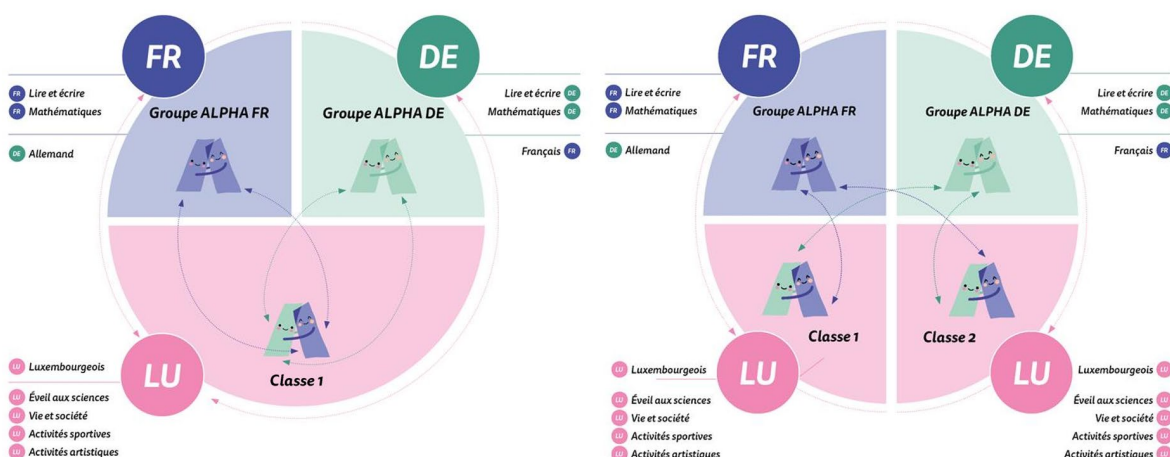 FR
DE
FR Lire et écrire
FR Mathématiques
DE Allemand
Groupe ALPHA FR
Groupe ALPHA DE
Lire et écrire DE
Mathématiques DE
Français FR
Classe 1
LU
LU Luxembourgeois
LU Éveil aux sciences
LU Vie et société
LU Activités sportives
LU Activités artistiques
FR
DE
FR Lire et écrire
FR Mathématiques
DE Allemand
Groupe ALPHA FR
Groupe ALPHA DE
Lire et écrire DE
Mathématiques DE
Français FR
Classe 1
Classe 2
LU
LU
LU Luxembourgeois
LU Éveil aux sciences
LU Vie et société
LU Activités sportives
LU Activités artistiques
Luxembourgeois LU
Éveil aux sciences LU
Vie et société LU
Activités sportives LU
Activités artistiques LU